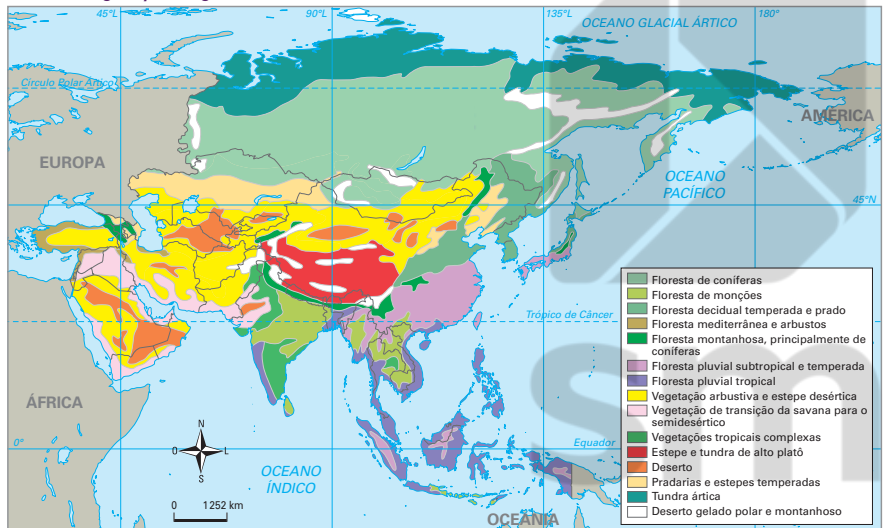 45°L
90°L
135°L
180°
OCEANO GLACIAL ÁRTICO
Círculo Polar Ártico
AMÉRICA
EUROPA
OCEANO
PACÍFICO
45°N
Trópico de Câncer
ÁFRICA
N
O
L
S
0°
Equador
OCEANO
ÍNDICO
0
1 252 km
OCEANIA
Floresta de coníferas
Floresta de monções
Floresta decidual temperada e prado
Floresta mediterrânea e arbustos
Floresta montanhosa, principalmente de
coníferas
Floresta pluvial subtropical e temperada
Floresta pluvial tropical
Vegetação arbustiva e estepe desértica
Vegetação de transição da savana para o
semidesértico
Vegetações tropicais complexas
Estepe e tundra de alto platô
Deserto
Pradarias e estepes temperadas
Tundra ártica
Deserto gelado polar e montanhoso
sm